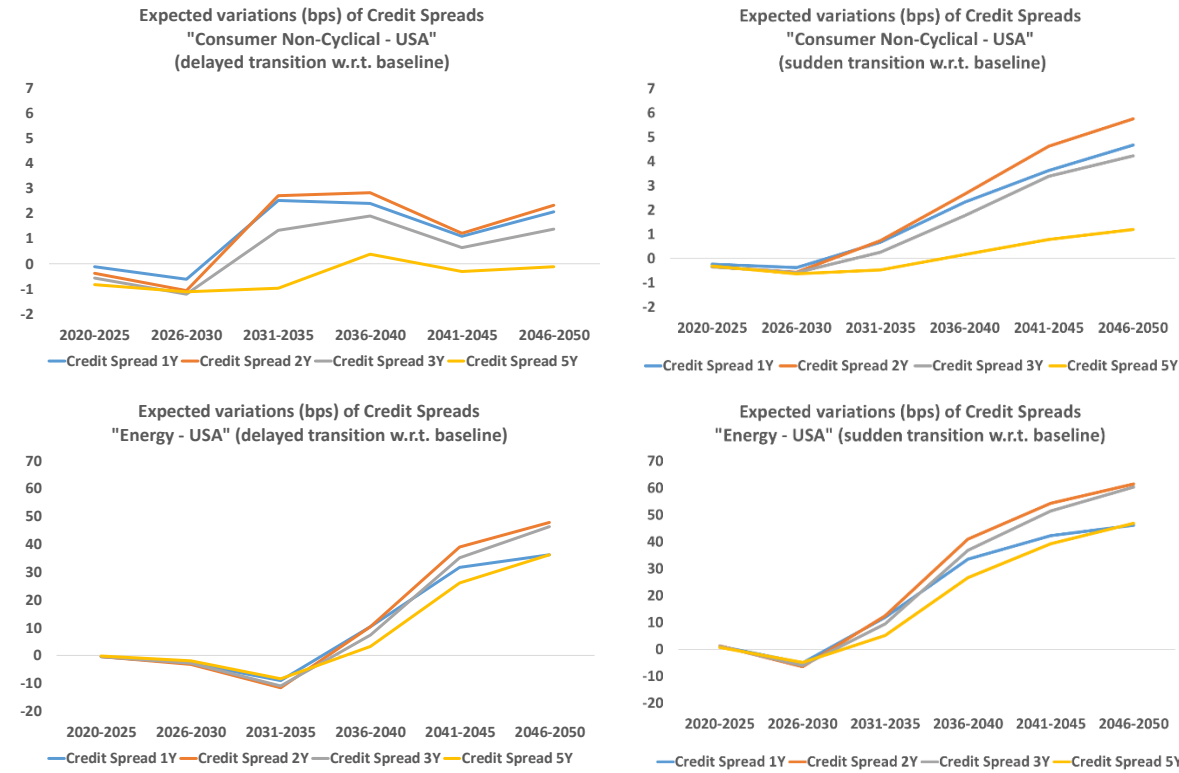 Expected variations (bps) of Credit Spreads
"Consumer Non-Cyclical - USA"
(delayed transition w.r.t. baseline)
7
6
5
4
3
2
1
0
-1
-2
2020-2025 2026-2030 2031-2035 2036-2040 2041-2045 2046-2050
Credit Spread 1Y Credit Spread 2Y Credit Spread 3Y Credit Spread 5Y
Expected variations (bps) of Credit Spreads
"Consumer Non-Cyclical - USA"
(sudden transition w.r.t. baseline)
7
6
5
4
3
2
1
0
-1
-2
2020-2025 2026-2030 2031-2035 2036-2040 2041-2045 2046-2050
Credit Spread 1Y Credit Spread 2Y Credit Spread 3Y Credit Spread 5Y
Expected variations (bps) of Credit Spreads
"Energy - USA" (delayed transition w.r.t. baseline)
70
60
50
40
30
20
10
0
-10
-20
2020-2025 2026-2030 2031-2035 2036-2040 2041-2045 2046-2050
Credit Spread 1Y Credit Spread 2Y Credit Spread 3Y Credit Spread 5Y
Expected variations (bps) of Credit Spreads
"Energy - USA" (sudden transition w.r.t. baseline)
70
60
50
40
30
20
10
0
-10
-20
2020-2025 2026-2030 2031-2035 2036-2040 2041-2045 2046-2050
Credit Spread 1Y Credit Spread 2Y Credit Spread 3Y Credit Spread 5Y